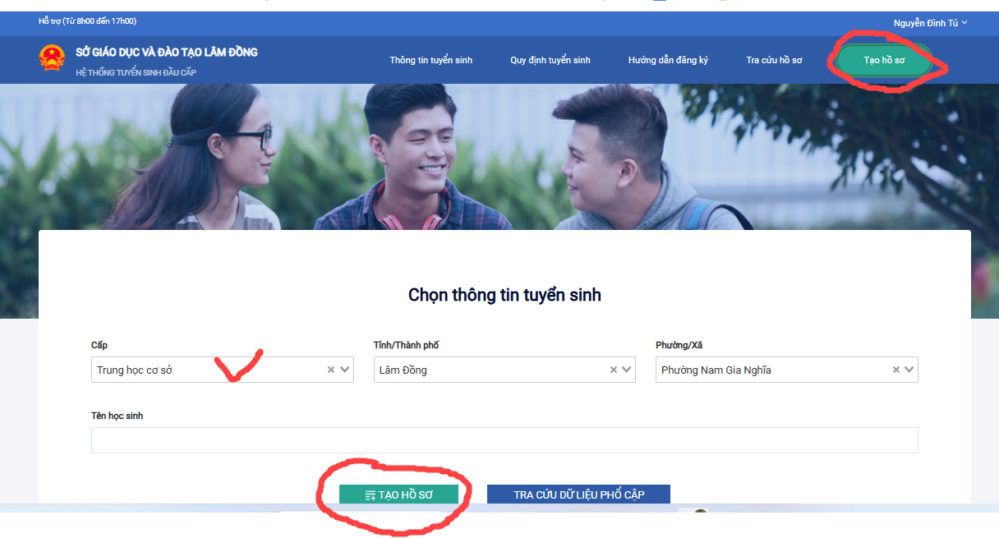 Hỗ trợ (Từ 8h00 đến 17h00)
Nguyễn Đình Tú
SỞ GIÁO DỤC VÀ ĐÀO TẠO LÂM ĐỒNG
HỆ THỐNG TUYỂN SINH ĐẦU CẤP
Thông tin tuyển sinh
Quy định tuyển sinh
Hướng dẫn đăng ký
Tra cứu hồ sơ
Tạo hồ sơ
Chọn thông tin tuyển sinh
Cấp
Tỉnh/Thành phố
Phường/Xã
Trung học cơ sở
Lâm Đồng
Phường Nam Gia Nghĩa
Tên học sinh
TẠO HỒ SƠ
TRA CỨU DỮ LIỆU PHỔ CẬP